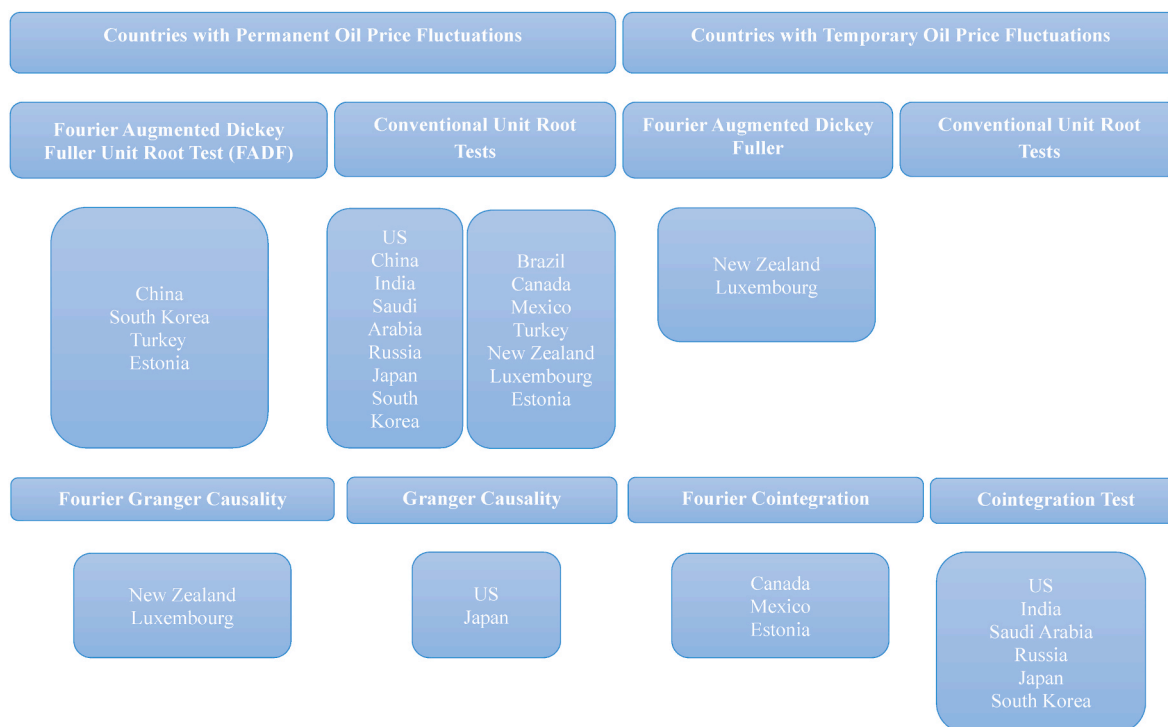 Countries with Permanent Oil Price Fluctuations
Countries with Temporary Oil Price Fluctuations
Fourier Augmented Dickey
Fuller Unit Root Test (FADF)
Conventional Unit Root
Tests
Fourier Augmented Dickey
Fuller
Conventional Unit Root
Tests
China
South Korea
Turkey
Estonia
US
China
India
Saudi
Arabia
Russia
Japan
South
Korea
Brazil
Canada
Mexico
Turkey
New Zealand
Luxembourg
Estonia
New Zealand
Luxembourg
Fourier Granger Causality
Granger Causality
Fourier Cointegration
Cointegration Test
New Zealand
Luxembourg
US
Japan
Canada
Mexico
Estonia
US
India
Saudi Arabia
Russia
Japan
South Korea